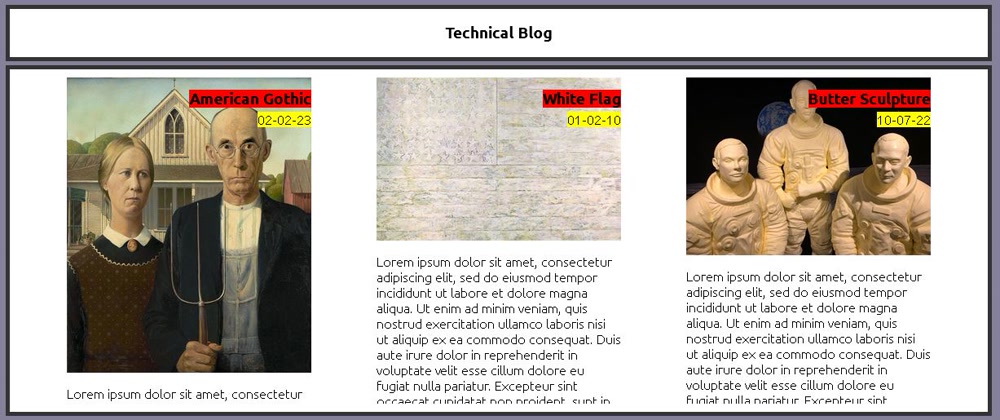 Technical Blog
American Gothic
02-02-23
Lorem ipsum dolor sit amet, consectetur
White Flag
01-02-10
Lorem ipsum dolor sit amet, consectetur
adipiscing elit, sed do eiusmod tempor
incididunt ut labore et dolore magna
aliqua. Ut enim ad minim veniam, quis
nostrud exercitation ullamco laboris nisi
ut aliquip ex ea commodo consequat. Duis
aute irure dolor in reprehenderit in
voluptate velit esse cillum dolore eu
fugiat nulla pariatur. Excepteur sint
occaecat cupidatat non proident, sunt in
Butter Sculpture
10-07-22
Lorem ipsum dolor sit amet, consectetur
adipiscing elit, sed do eiusmod tempor
incididunt ut labore et dolore magna
aliqua. Ut enim ad minim veniam, quis
nostrud exercitation ullamco laboris nisi
ut aliquip ex ea commodo consequat. Duis
aute irure dolor in reprehenderit in
voluptate velit esse cillum dolore eu
fugiat nulla pariatur. Excepteur sint